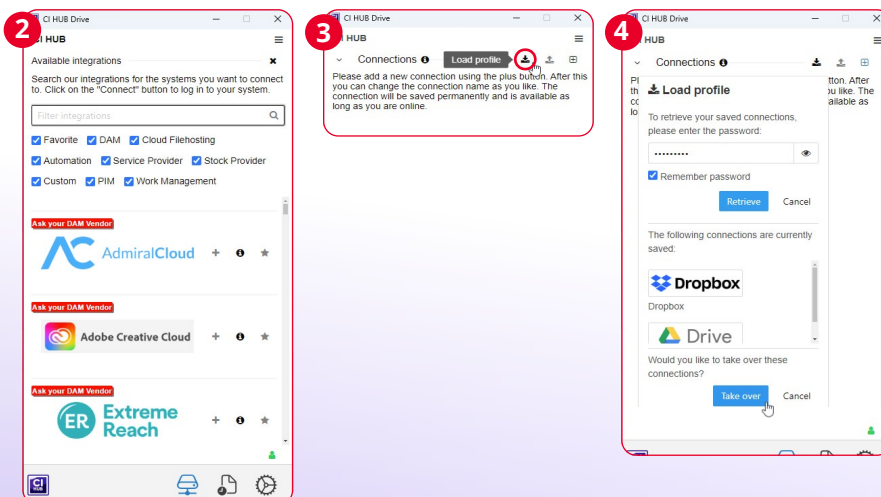 2
CI HUB Drive
CI HUB
Available integrations
Search our integrations for the systems you want to connect
to. Click on the "Connect" button to log in to your system.
Filter integrations
Favorite DAM Cloud Filehosting
Automation Service Provider Stock Provider
Custom PIM Work Management
Ask your DAM Vendor
AdmiralCloud
Ask your DAM Vendor
Adobe Creative Cloud
Ask your DAM Vendor
ER Extreme
Reach
CI
HUB
3
CI HUB Drive
HUB
Connections Load profile
Please add a new connection using the plus button. After this
you can change the connection name as you like. The
connection will be saved permanently and is available as
long as you are online.
4
CI HUB Drive
HUB
Connections
Load profile
To retrieve your saved connections,
please enter the password:
Remember password
Retrieve Cancel
The following connections are currently
saved:
Dropbox
Dropbox
Drive
Would you like to take over these
connections?
Take over Cancel